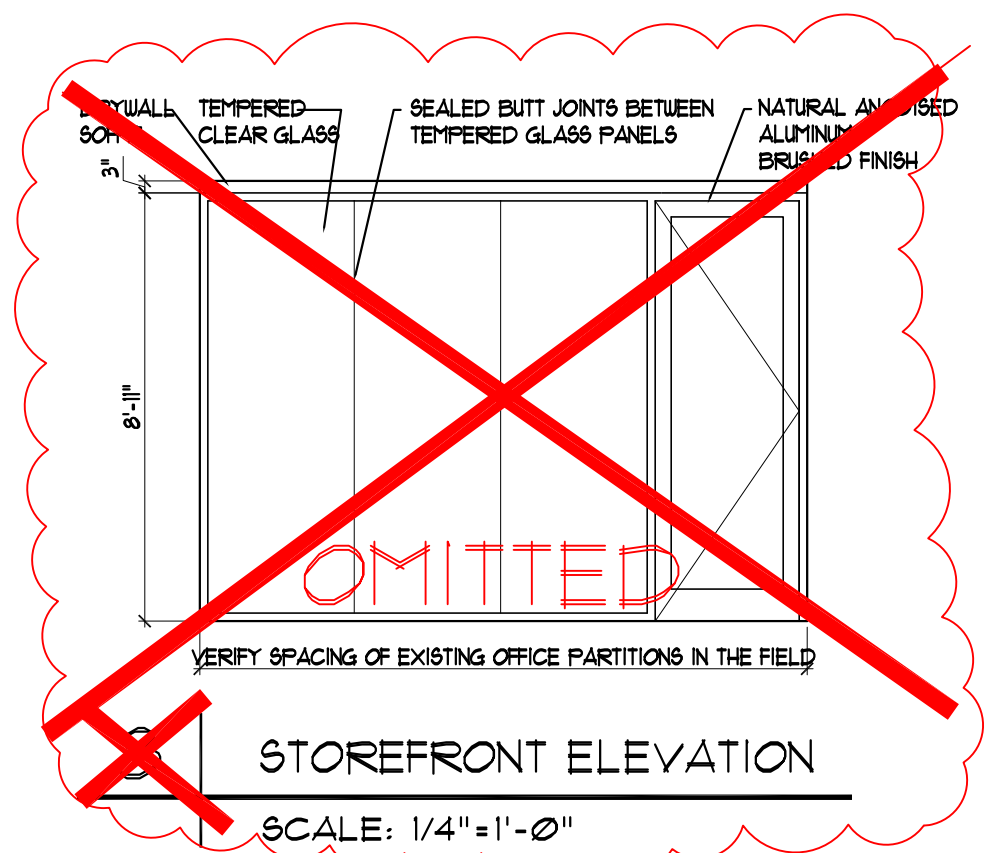 DRYWALL
SOFFIT
TEMPERED
CLEAR GLASS
SEALED BUTT JOINTS BETWEEN
TEMPERED GLASS PANELS
NATURAL ANODISED
ALUMINUM
BRUSHED FINISH
3"
8'-11"
OMITTED
VERIFY SPACING OF EXISTING OFFICE PARTITIONS IN THE FIELD
STOREFRONT ELEVATION
SCALE: 1/4"=1'-0"